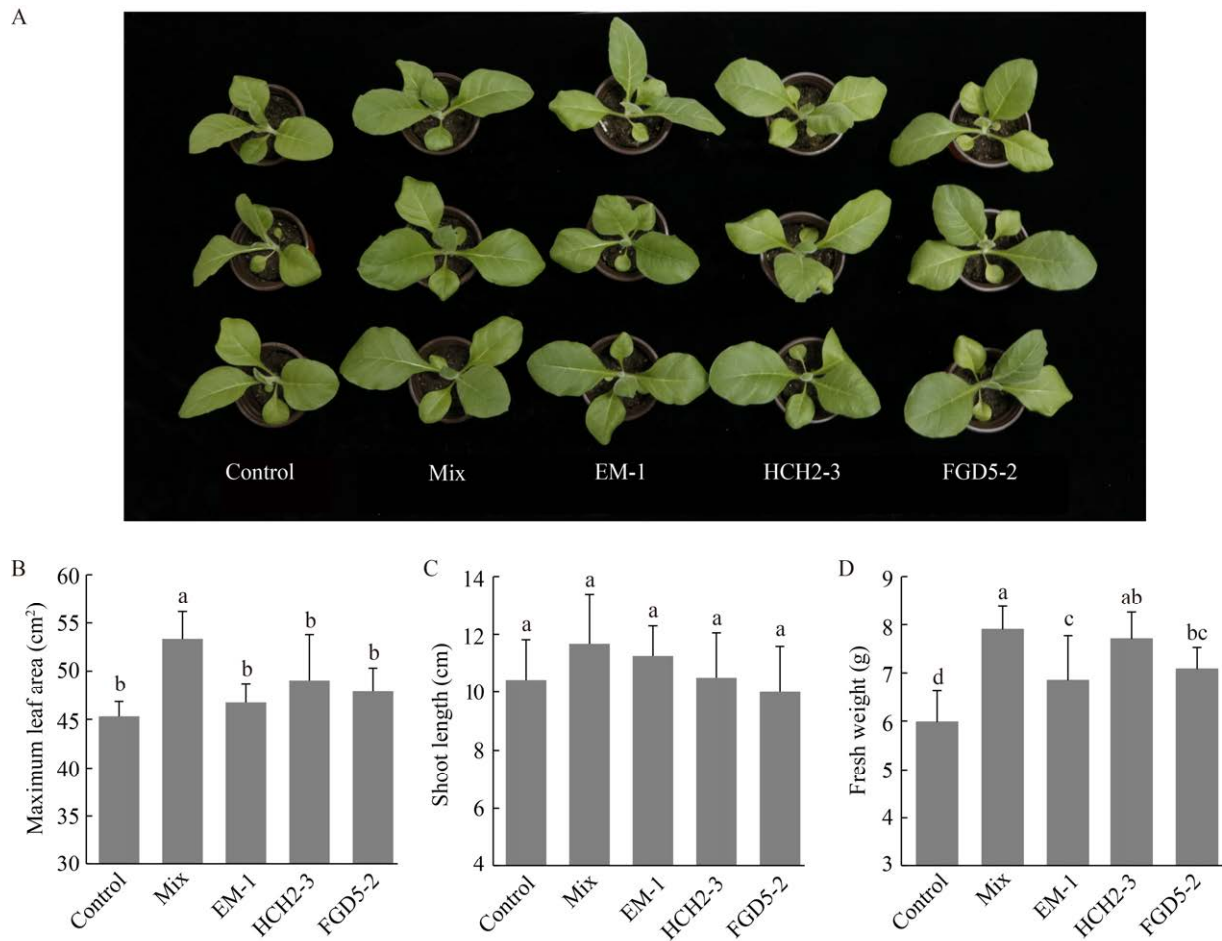 A
Control Mix EM-1 HCH2-3 FGD5-2
B
Maximum leaf area (cm²)
60
55
50
45
40
35
30
b
a
b
b
b
Control
Mix
EM-1
HCH2-3
FGD5-2
C
Shoot length (cm)
14
12
10
8
6
4
a
a
a
a
a
Control
Mix
EM-1
HCH2-3
FGD5-2
D
Fresh weight (g)
9
8
7
6
5
4
3
d
a
c
ab
bc
Control
Mix
EM-1
HCH2-3
FGD5-2